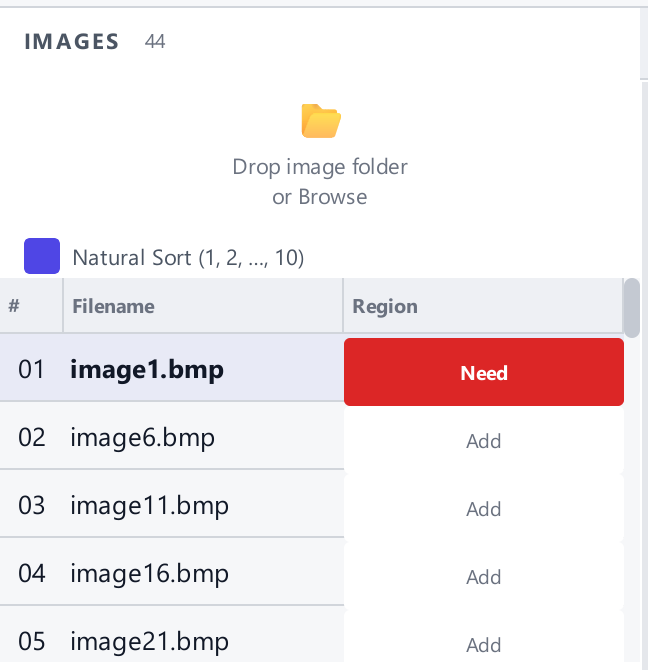 IMAGES 44
Drop image folder
or Browse
Natural Sort (1, 2, ..., 10)
# Filename Region
01 image1.bmp Need
02 image6.bmp Add
03 image11.bmp Add
04 image16.bmp Add
05 image21.bmp Add